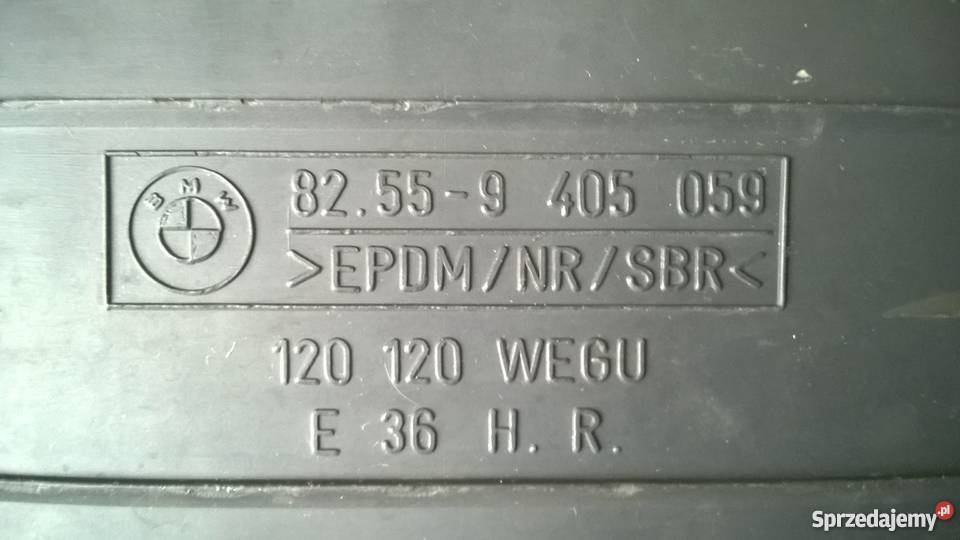 BMW
82.55-9 405 059
>EPDM/NR/SBR<
120 120 WEGU
E 36 H. R.
Sprzedajemy.pl